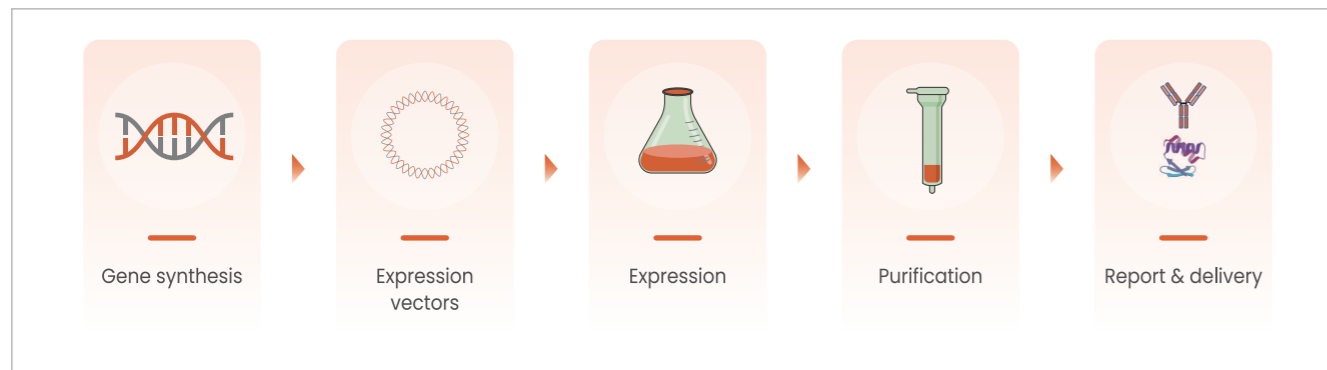 Gene synthesis
Expression
vectors
Expression
Purification
Report & delivery